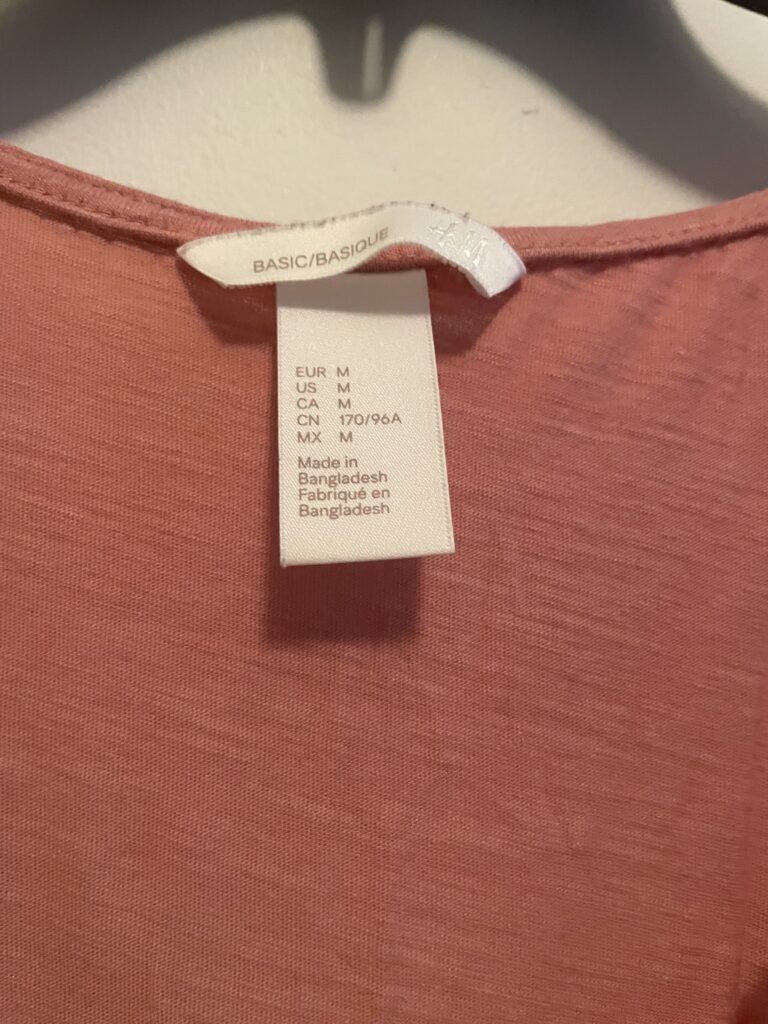 BASIC/BASIQUE
H&M
EUR M
US M
CA M
CN 170/96A
MX M
Made in
Bangladesh
Fabriqué en
Bangladesh